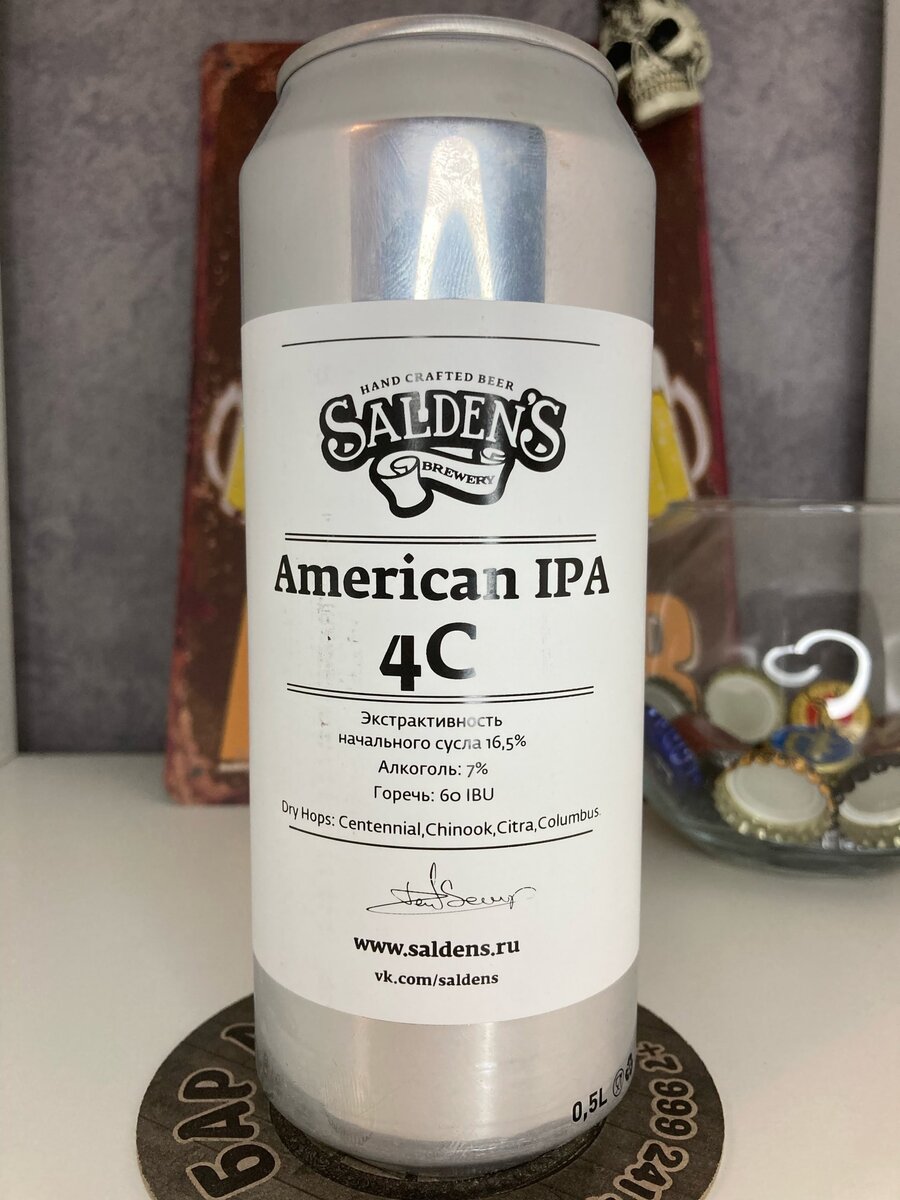 HAND CRAFTED BEER
SALDEN'S
BREWERY
American IPA
4C
Экстрактивность
начального сусла 16,5%
Алкоголь: 7%
Горечь: 60 IBU
Dry Hops: Centennial,Chinook,Citra,Columbus.
www.saldens.ru
vk.com/saldens
0,5L
БАР